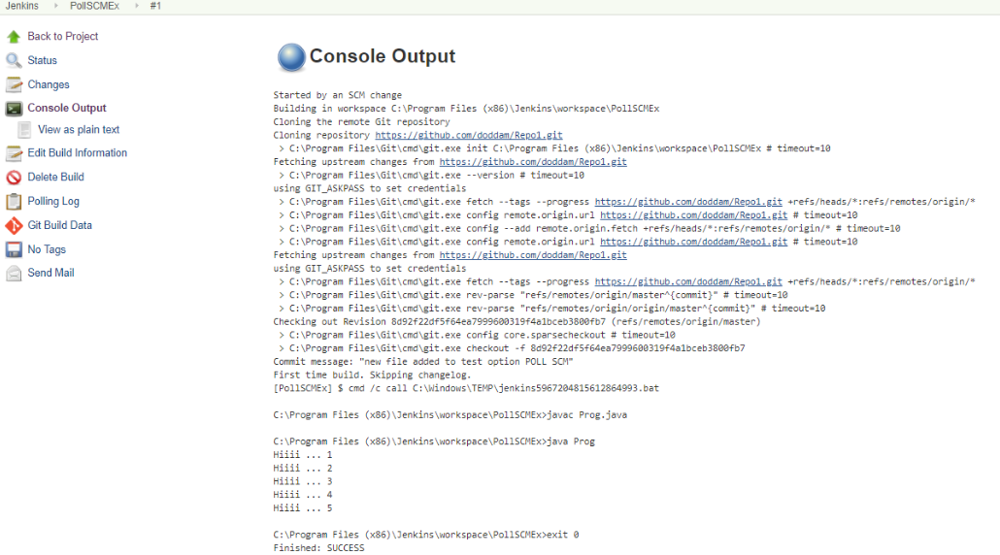 Jenkins PollSCMEx #1
Back to Project
Status
Changes
Console Output
View as plain text
Edit Build Information
Delete Build
Polling Log
Git Build Data
No Tags
Send Mail
Console Output
Started by an SCM change
Building in workspace C:\Program Files (x86)\Jenkins\workspace\PollSCMEx
Cloning the remote Git repository
Cloning repository https://github.com/doddam/Repo1.git
> C:\Program Files\Git\cmd\git.exe init C:\Program Files (x86)\Jenkins\workspace\PollSCMEx # timeout=10
Fetching upstream changes from https://github.com/doddam/Repo1.git
> C:\Program Files\Git\cmd\git.exe --version # timeout=10
using GIT_ASKPASS to set credentials
> C:\Program Files\Git\cmd\git.exe fetch --tags --progress https://github.com/doddam/Repo1.git +refs/heads/*:refs/remotes/origin/*
> C:\Program Files\Git\cmd\git.exe config remote.origin.url https://github.com/doddam/Repo1.git # timeout=10
> C:\Program Files\Git\cmd\git.exe config --add remote.origin.fetch +refs/heads/*:refs/remotes/origin/* # timeout=10
> C:\Program Files\Git\cmd\git.exe config remote.origin.url https://github.com/doddam/Repo1.git # timeout=10
Fetching upstream changes from https://github.com/doddam/Repo1.git
using GIT_ASKPASS to set credentials
> C:\Program Files\Git\cmd\git.exe fetch --tags --progress https://github.com/doddam/Repo1.git +refs/heads/*:refs/remotes/origin/*
> C:\Program Files\Git\cmd\git.exe rev-parse "refs/remotes/origin/master^{commit}" # timeout=10
> C:\Program Files\Git\cmd\git.exe rev-parse "refs/remotes/origin/origin/master^{commit}" # timeout=10
Checking out Revision 8d92f22df5f64ea7999600319f4a1bceb3800fb7 (refs/remotes/origin/master)
> C:\Program Files\Git\cmd\git.exe config core.sparsecheckout # timeout=10
> C:\Program Files\Git\cmd\git.exe checkout -f 8d92f22df5f64ea7999600319f4a1bceb3800fb7
Commit message: "new file added to test option POLL SCM"
First time build. Skipping changelog.
[PollSCMEx] $ cmd /c call C:\Windows\TEMP\jenkins5967204815612864993.bat
C:\Program Files (x86)\Jenkins\workspace\PollSCMEx>javac Prog.java
C:\Program Files (x86)\Jenkins\workspace\PollSCMEx>java Prog
Hiiii ... 1
Hiiii ... 2
Hiiii ... 3
Hiiii ... 4
Hiiii ... 5
C:\Program Files (x86)\Jenkins\workspace\PollSCMEx>exit 0
Finished: SUCCESS